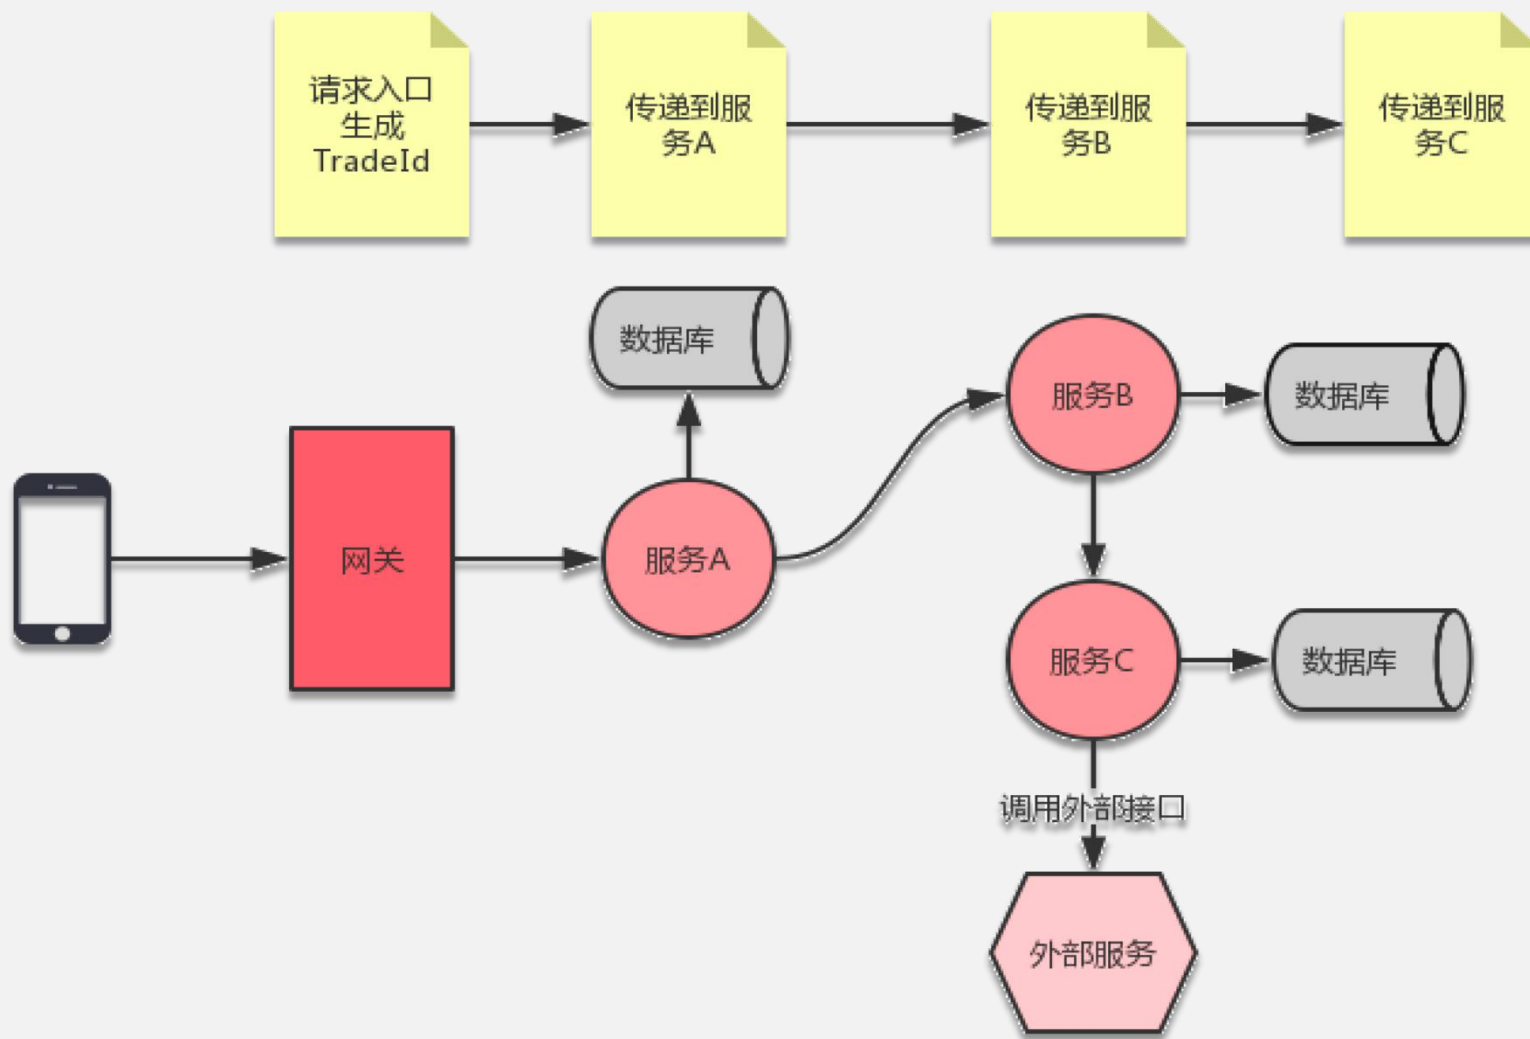 请求入口
生成
TradeId
传递到服
务A
传递到服
务B
传递到服
务C
数据库
服务B
数据库
网关
服务A
服务C
数据库
调用外部接口
外部服务